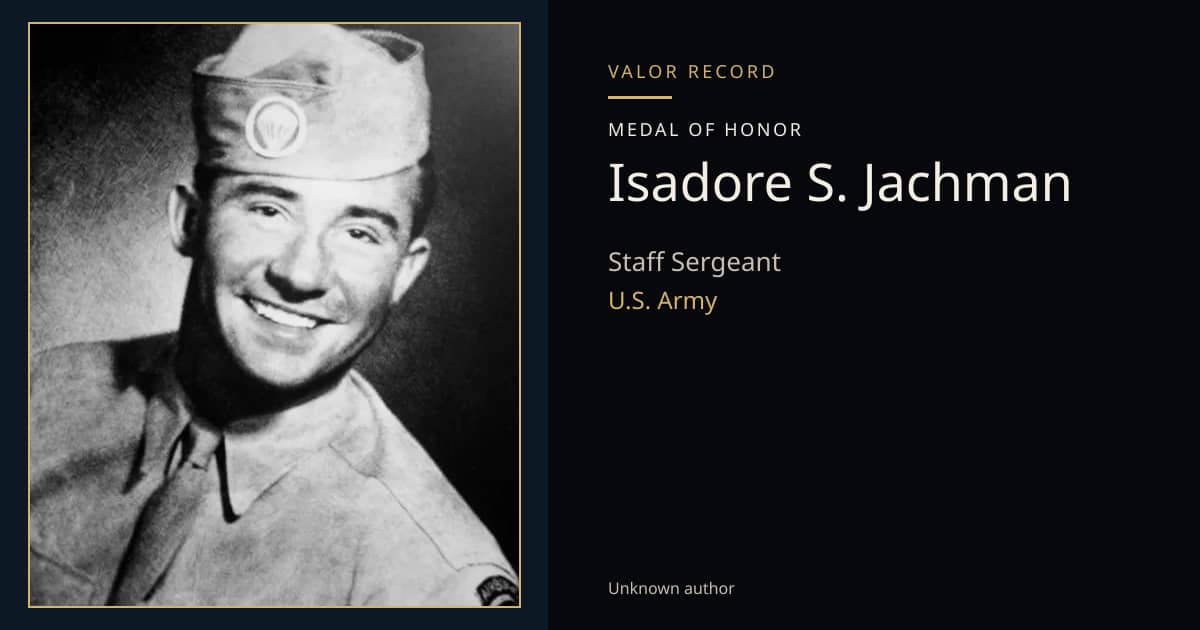 VALOR RECORD
MEDAL OF HONOR
Isadore S. Jachman
Staff Sergeant
U.S. Army
Unknown author